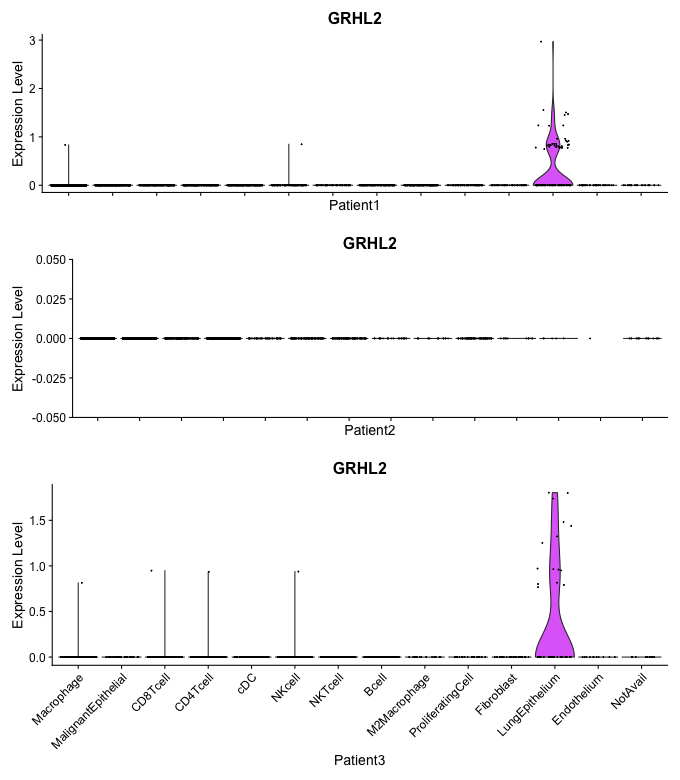 GRHL2
Expression Level
3
2
1
0
Patient1
GRHL2
Expression Level
0.050
0.025
0.000
-0.025
-0.050
Patient2
GRHL2
Expression Level
1.5
1.0
0.5
0.0
Macrophage
MalignantEpithelial
CD8Tcell
CD4Tcell
cDC
NKcell
NKTcell
Bcell
M2Macrophage
ProliferatingCell
Fibroblast
LungEpithelium
Endothelium
NotAvail
Patient3